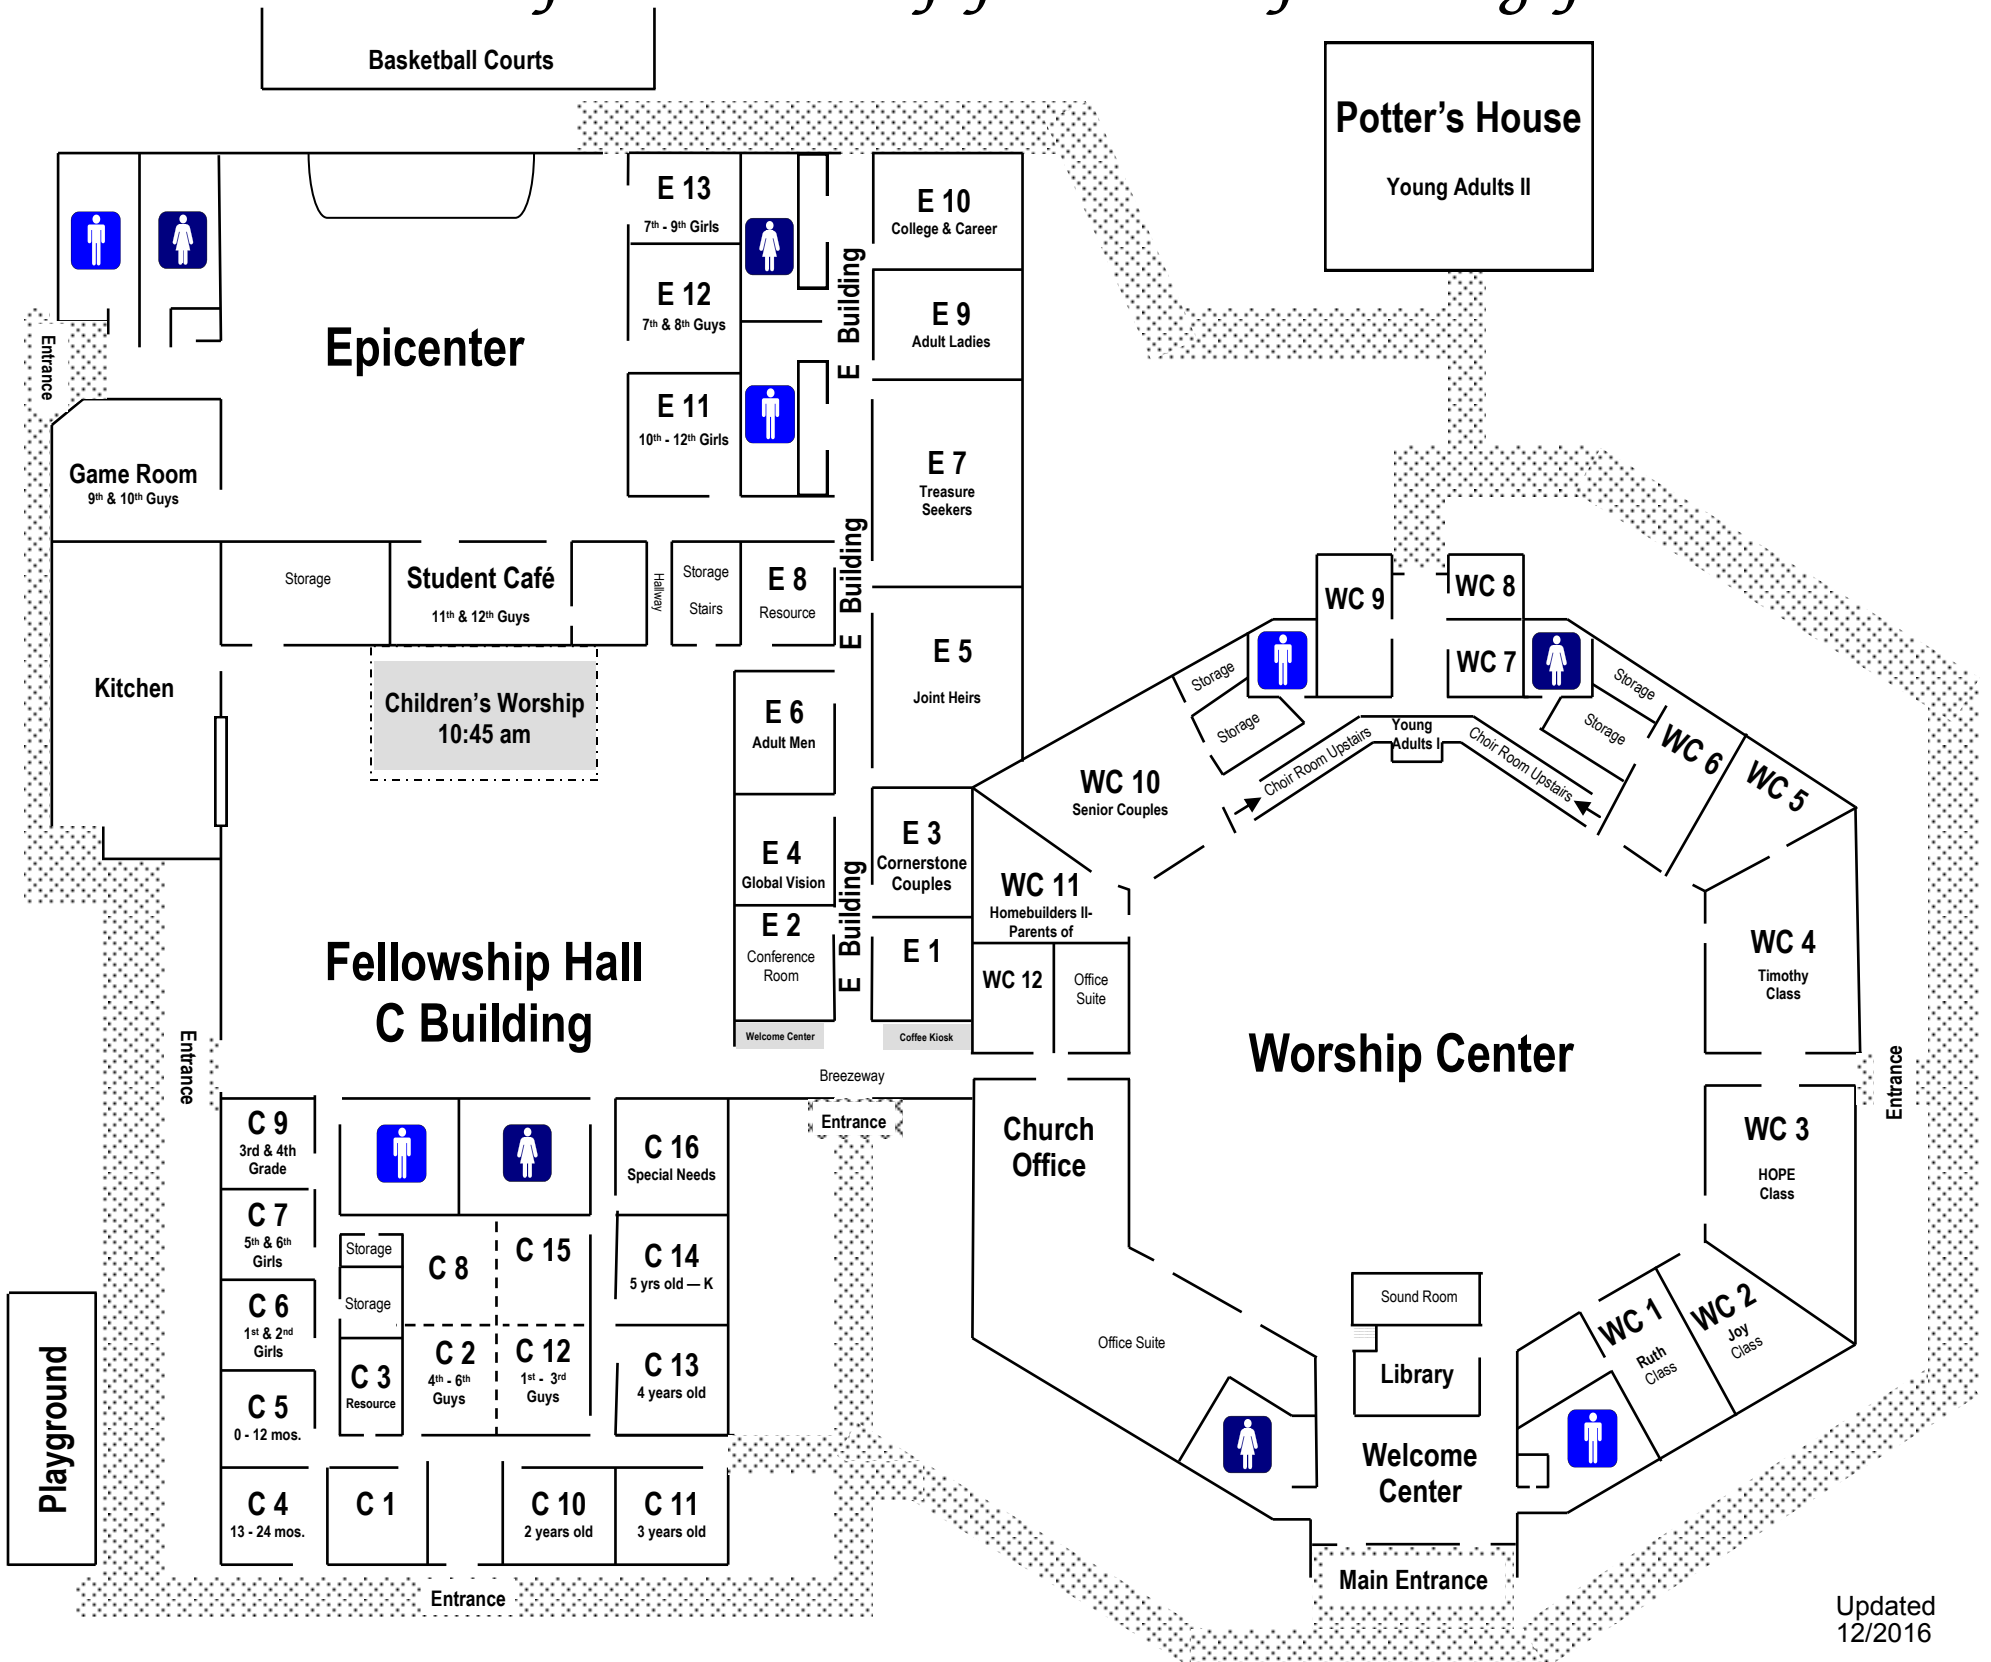 Basketball Courts
Potter's House
Young Adults II
E 13
7th - 9th Girls
E 10
College & Career
E 12
7th & 8th Guys
E 9
Adult Ladies
E Building
Epicenter
Entrance
E 11
10th - 12th Girls
Game Room
9th & 10th Guys
E 7
Treasure
Seekers
Storage
Student Café
11th & 12th Guys
Hallway
Storage
Stairs
E 8
Resource
E Building
E 5
Joint Heirs
Kitchen
Children's Worship
10:45 am
E 6
Adult Men
WC 9
WC 8
WC 7
Storage
Storage
Storage
Storage
Young
Adults I
Choir Room Upstairs
Choir Room Upstairs
WC 6
WC 5
WC 10
Senior Couples
E 4
Global Vision
E 3
Cornerstone
Couples
E Building
WC 11
Homebuilders II-
Parents of
E 2
Conference
Room
E 1
WC 12
Office
Suite
WC 4
Timothy
Class
Fellowship Hall
C Building
Welcome Center
Coffee Kiosk
Worship Center
Entrance
Entrance
Breezeway
Entrance
C 9
3rd & 4th
Grade
C 16
Special Needs
Church
Office
WC 3
HOPE
Class
C 7
5th & 6th
Girls
Storage
C 8
C 15
C 14
5 yrs old — K
C 6
1st & 2nd
Girls
Storage
Sound Room
WC 1
Ruth
Class
WC 2
Joy
Class
Office Suite
C 3
Resource
C 2
4th - 6th
Guys
C 12
1st - 3rd
Guys
C 13
4 years old
Library
C 5
0 - 12 mos.
Playground
Welcome
Center
C 4
13 - 24 mos.
C 1
C 10
2 years old
C 11
3 years old
Entrance
Main Entrance
Updated
12/2016